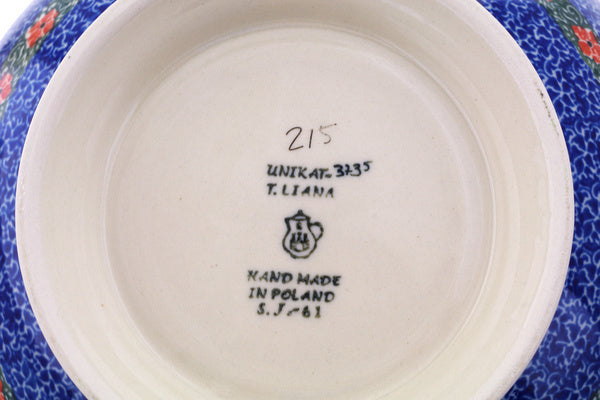 215
UNIKAT-3735
T. LIANA
HAND MADE
IN POLAND
S.J-61